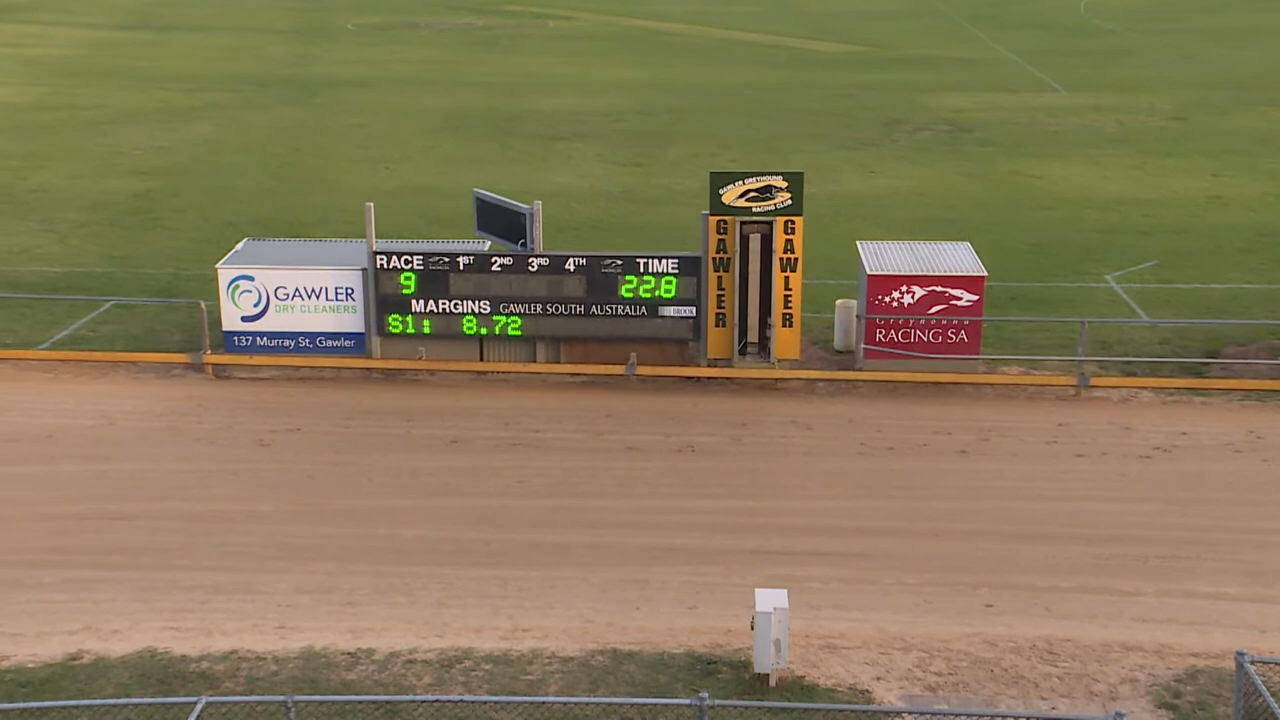 GAWLER GREYHOUND
RACING CLUB
GAWLER
GAWLER
RACE 1ST 2ND 3RD 4TH TIME
9 22.8
MARGINS GAWLER SOUTH AUSTRALIA BROOK
S1: 8.72
GAWLER
DRY CLEANERS
137 Murray St, Gawler
Greyhound
RACING SA